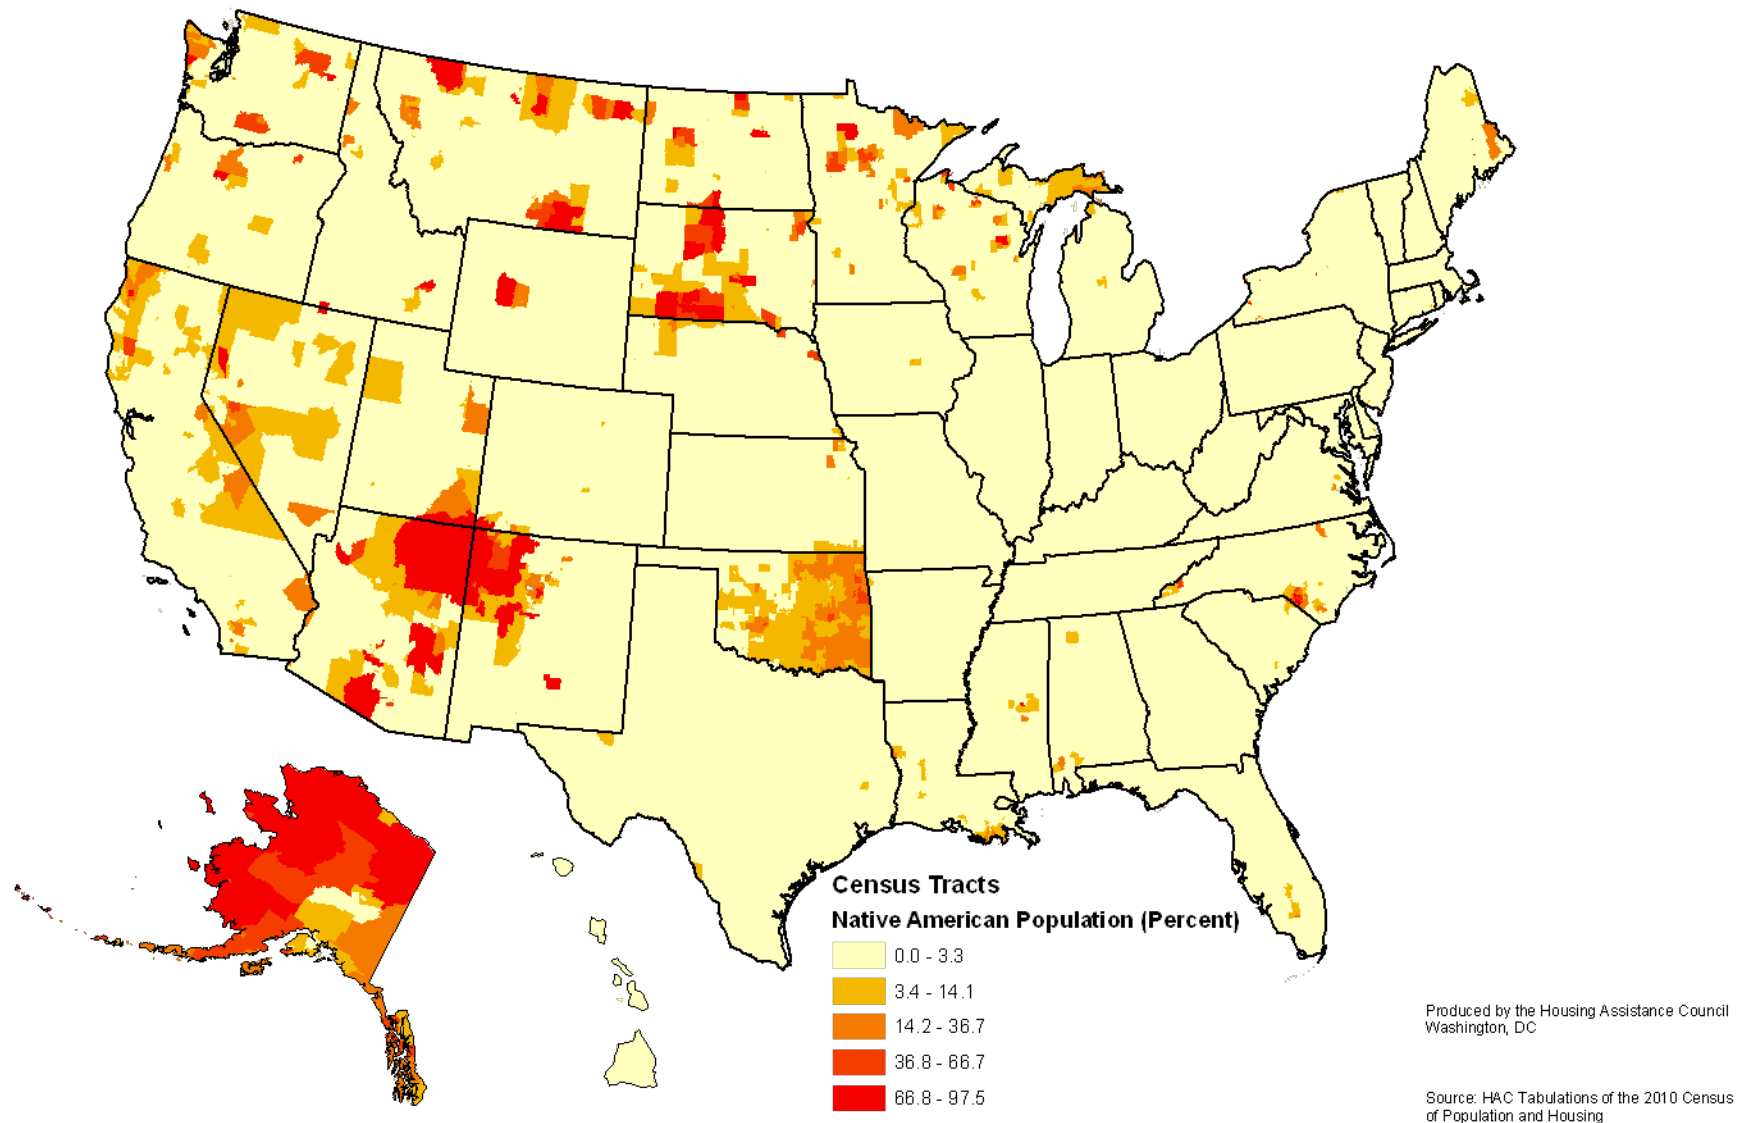 Census Tracts
Native American Population (Percent)
0.0 - 3.3
3.4 - 14.1
14.2 - 36.7
36.8 - 66.7
66.8 - 97.5
Produced by the Housing Assistance Council
Washington, DC
Source: HAC Tabulations of the 2010 Census
of Population and Housing